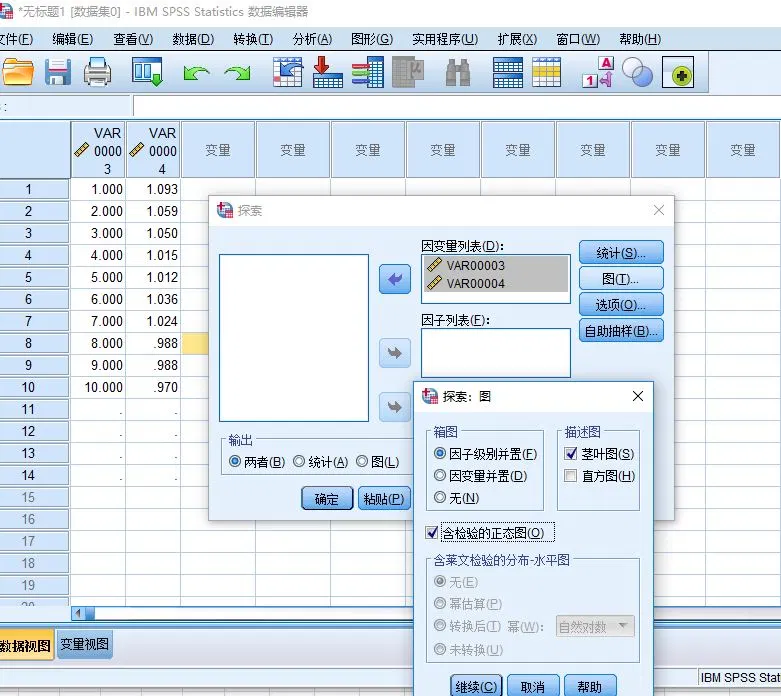 *无标题1 [数据集0] - IBM SPSS Statistics 数据编辑器
文件(F) 编辑(E) 查看(V) 数据(D) 转换(T) 分析(A) 图形(G) 实用程序(U) 扩展(X) 窗口(W) 帮助(H)
A
1
:
VAR00003 VAR00004 变量 变量 变量 变量 变量 变量 变量 变量
1 1.000 1.093
2 2.000 1.059
3 3.000 1.050
4 4.000 1.015
5 5.000 1.012
6 6.000 1.036
7 7.000 1.024
8 8.000 .988
9 9.000 .988
10 10.000 .970
11 . .
12 . .
13 . .
14 . .
15
16
17
18
19
数据视图 变量视图
IBM SPSS Stat
探索
因变量列表(D):
VAR00003
VAR00004
因子列表(F):
统计(S)...
图(T)...
选项(O)...
自助抽样(B)...
输出
两者(B) 统计(A) 图(L)
确定 粘贴(P)
探索：图
箱图
因子级别并置(F)
因变量并置(D)
无(N)
描述图
茎叶图(S)
直方图(H)
含检验的正态图(O)
含莱文检验的分布-水平图
无(E)
幂估算(P)
转换后(T) 幂(W)： 自然对数
未转换(U)
继续(C) 取消 帮助